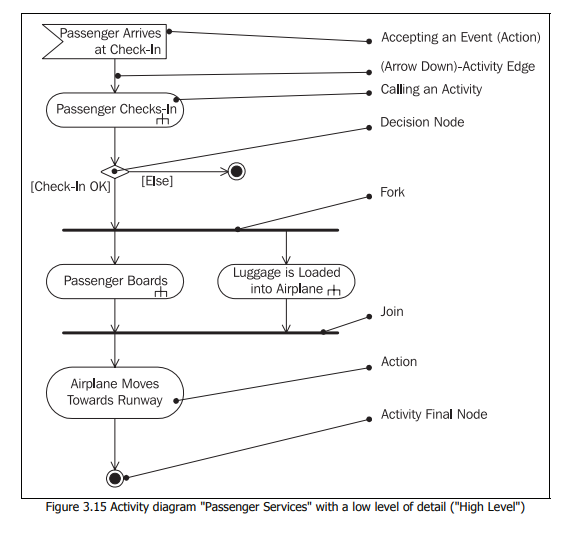 Passenger Arrives
at Check-In
Accepting an Event (Action)
(Arrow Down)-Activity Edge
Calling an Activity
Passenger Checks-In
Decision Node
[Check-In OK]
[Else]
Fork
Passenger Boards
Luggage is Loaded
into Airplane
Join
Action
Airplane Moves
Towards Runway
Activity Final Node
Figure 3.15 Activity diagram "Passenger Services" with a low level of detail ("High Level")